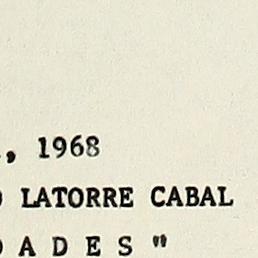 , 1968
LATORRE CABAL
A D E S "